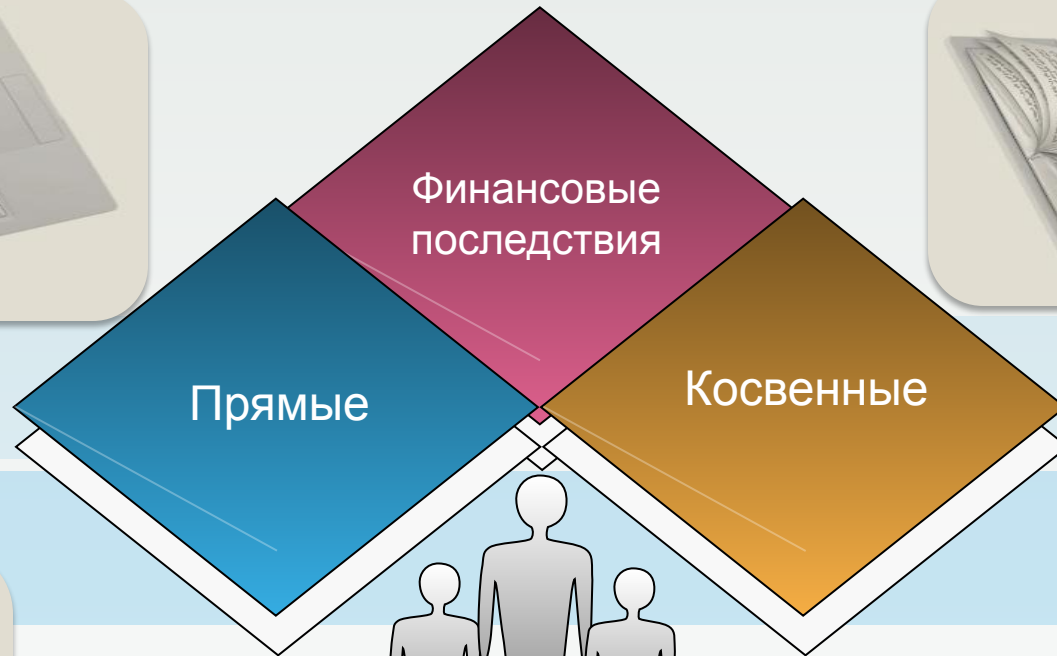 Финансовые
последствия
Прямые
Косвенные